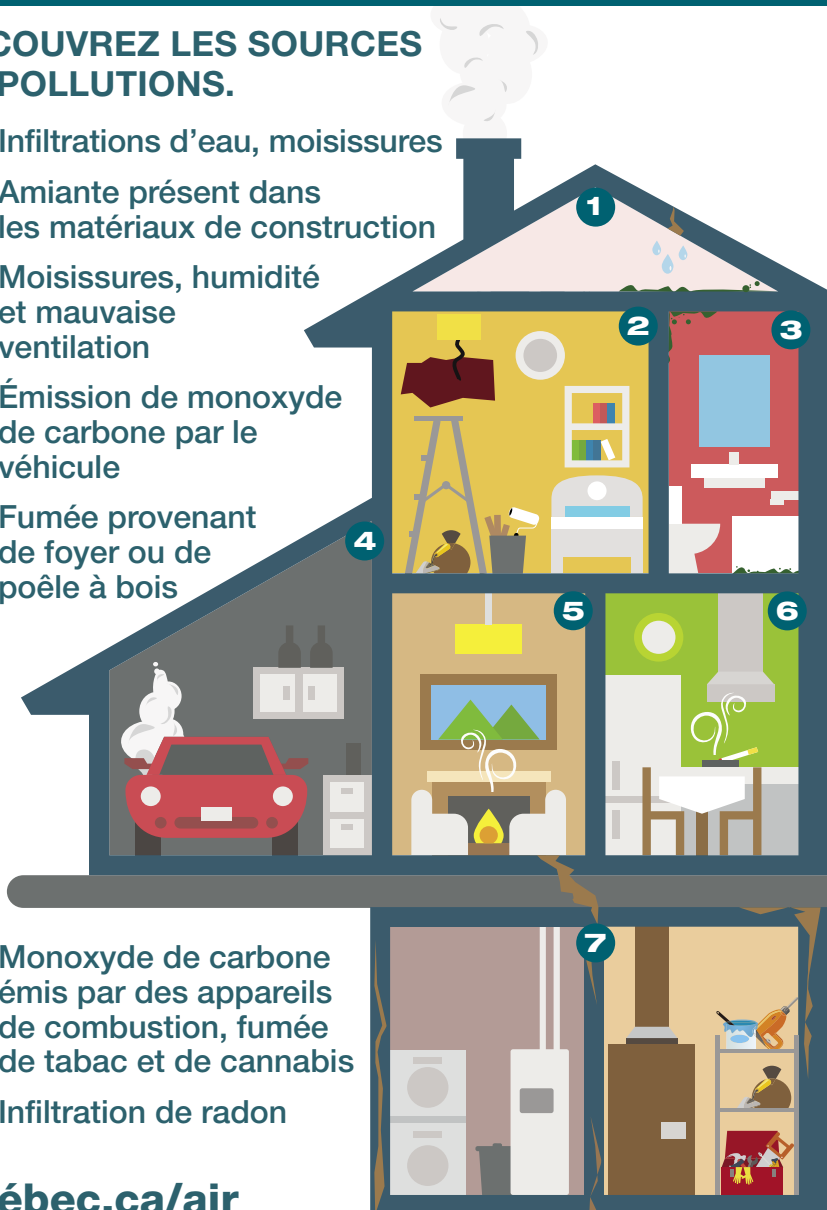 COUVREZ LES SOURCES
POLLUTIONS.
Infiltrations d’eau, moisissures
Amiante présent dans
les matériaux de construction
Moisissures, humidité
et mauvaise
ventilation
Émission de monoxyde
de carbone par le
véhicule
Fumée provenant
de foyer ou de
poêle à bois
1
2
3
4
5
6
7
Monoxyde de carbone
émis par des appareils
de combustion, fumée
de tabac et de cannabis
Infiltration de radon
ébec.ca/air